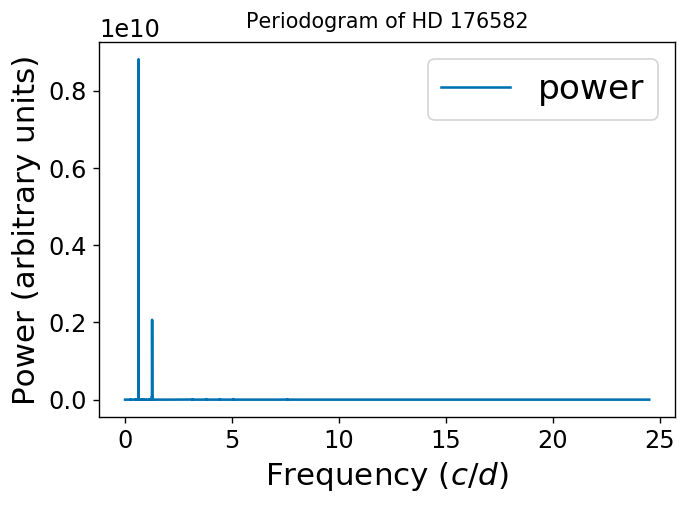 Periodogram of HD 176582
1e10
power
0.8
0.6
0.4
0.2
0.0
Power (arbitrary units)
0 5 10 15 20 25
Frequency (c/d)